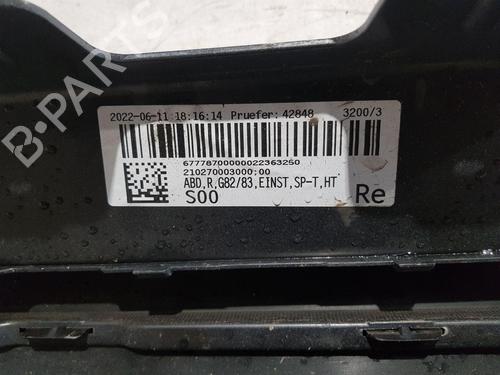 2022-06-11 18:16:14 Pruefer: 42848 3200/3
67778700000022363250
210270003000;00
ABD,R,G82/83,EINST,SP-T,HT
S00 Re
B-PARTS